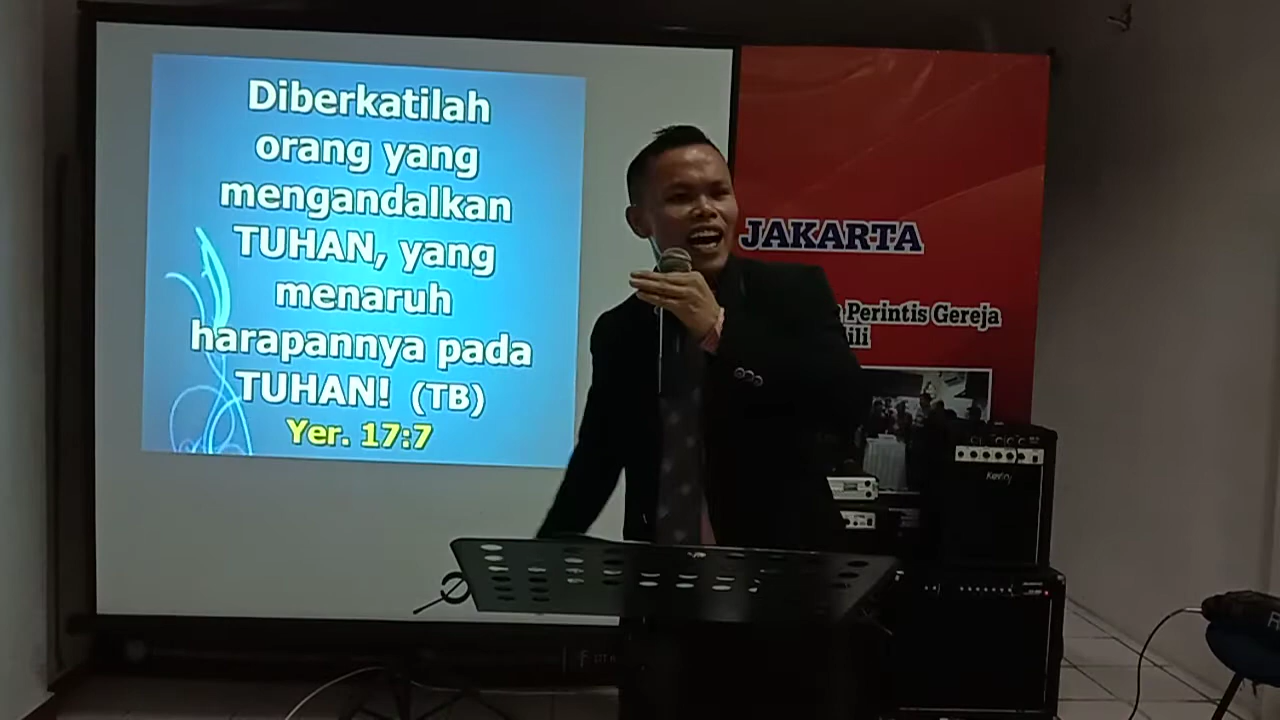 Diberkatilah
orang yang
mengandalkan
TUHAN, yang
menaruh
harapannya pada
TUHAN! (TB)
Yer. 17:7
JAKARTA
Perintis Gereja